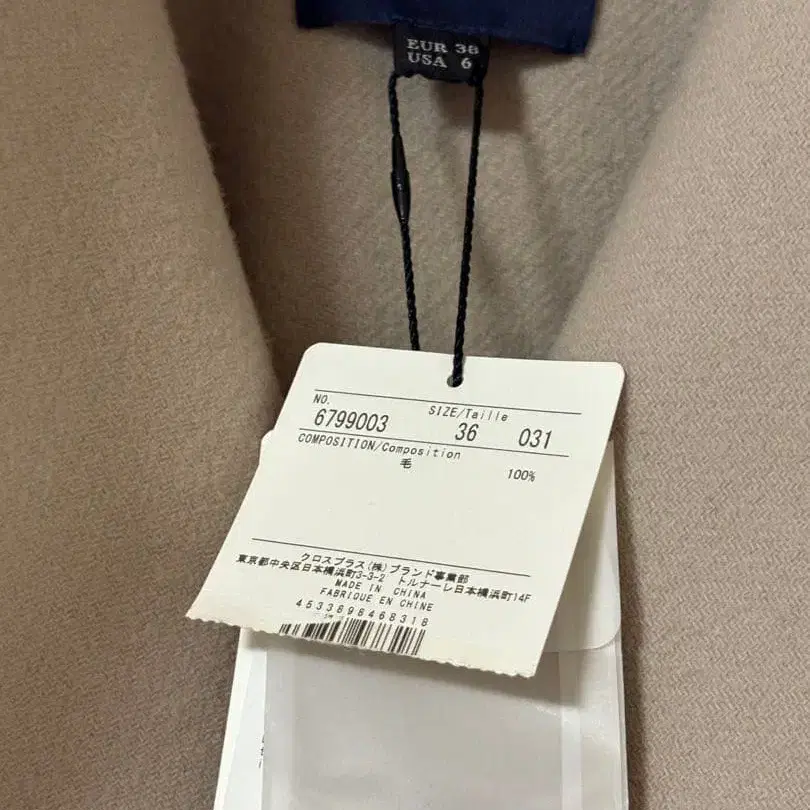 EUR 38
USA 6
NO. SIZE/Taille
6799003 36 031
COMPOSITION/Composition
毛 100%
クロスプラス(株)ブランド事業部
東京都中央区日本橋浜町3-3-2 トルナーレ日本橋浜町14F
MADE IN CHINA
FABRIQUE EN CHINE
4533898468318